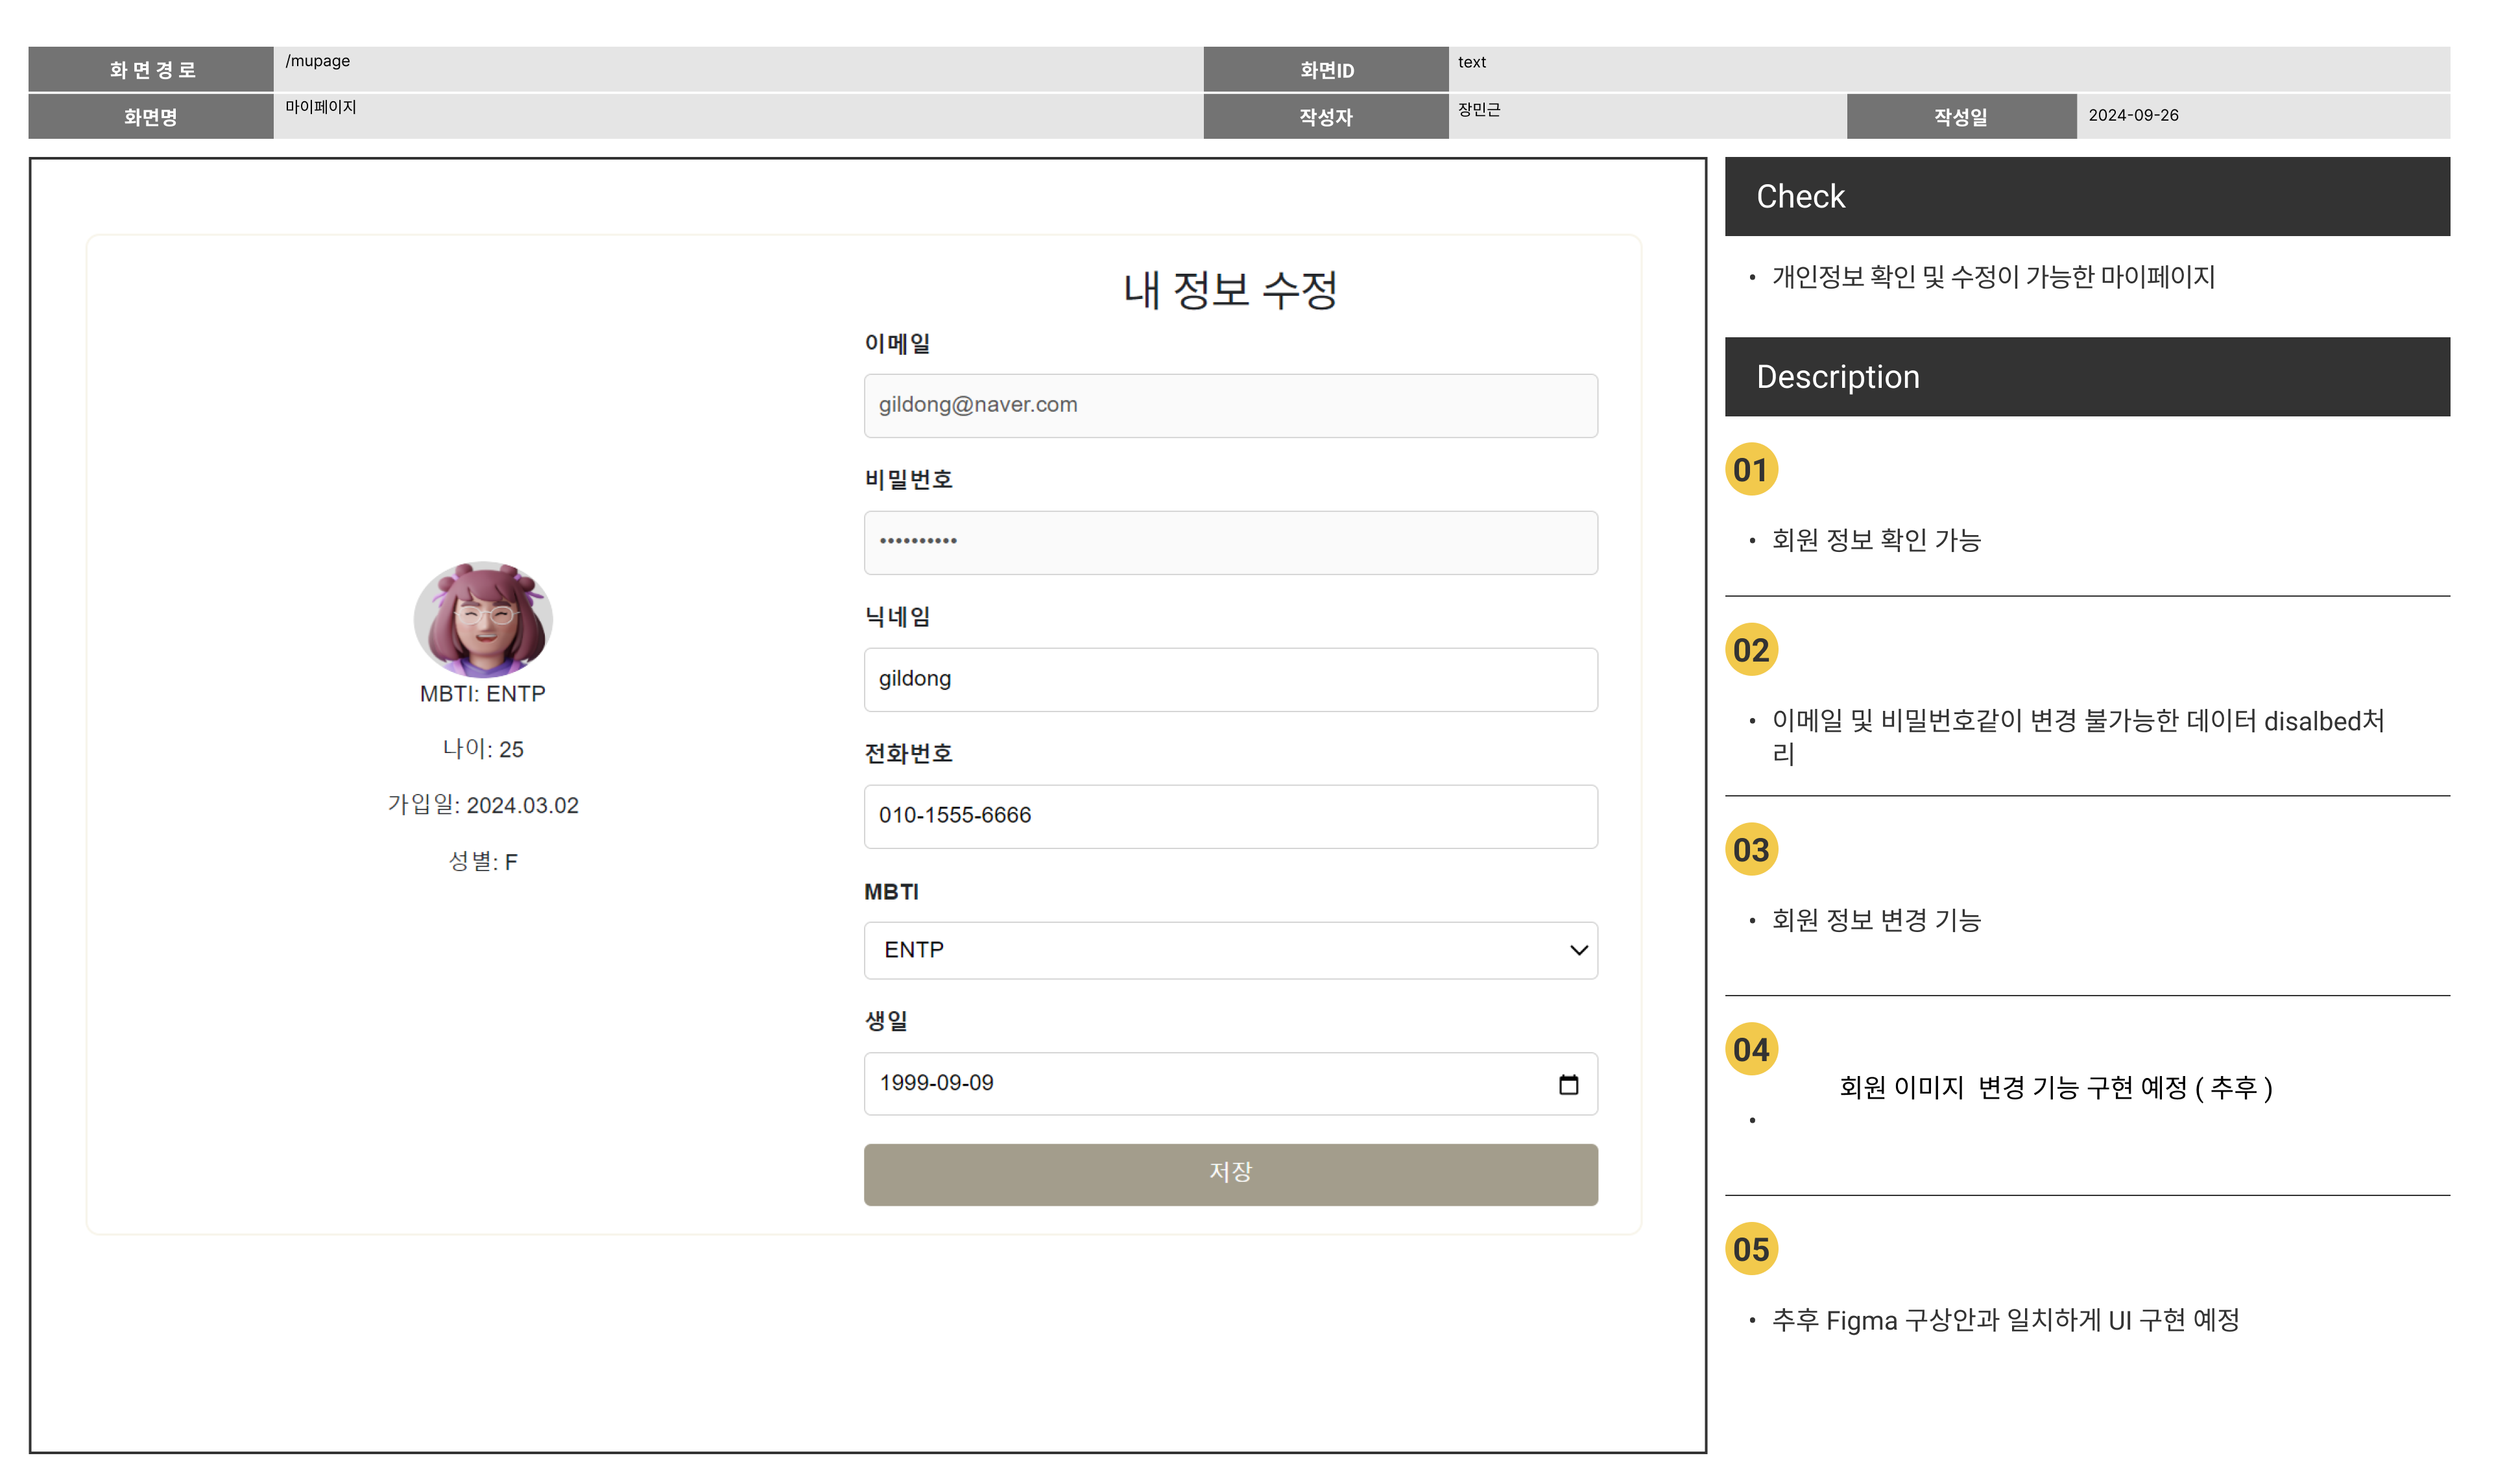 화 면 경 로
/mupage
화면ID
text
화면명
마이페이지
작성자
장민근
작성일
2024-09-26
내 정보 수정
이메일
gildong@naver.com
비밀번호
••••••••••
닉네임
gildong
전화번호
010-1555-6666
MBTI
ENTP
생일
1999-09-09
저장
MBTI: ENTP
나이: 25
가입일: 2024.03.02
성별: F
Check
• 개인정보 확인 및 수정이 가능한 마이페이지
Description
01
• 회원 정보 확인 가능
02
• 이메일 및 비밀번호같이 변경 불가능한 데이터 disalbed처
리
03
• 회원 정보 변경 기능
04
회원 이미지 변경 기능 구현 예정 ( 추후 )
•
05
• 추후 Figma 구상안과 일치하게 UI 구현 예정